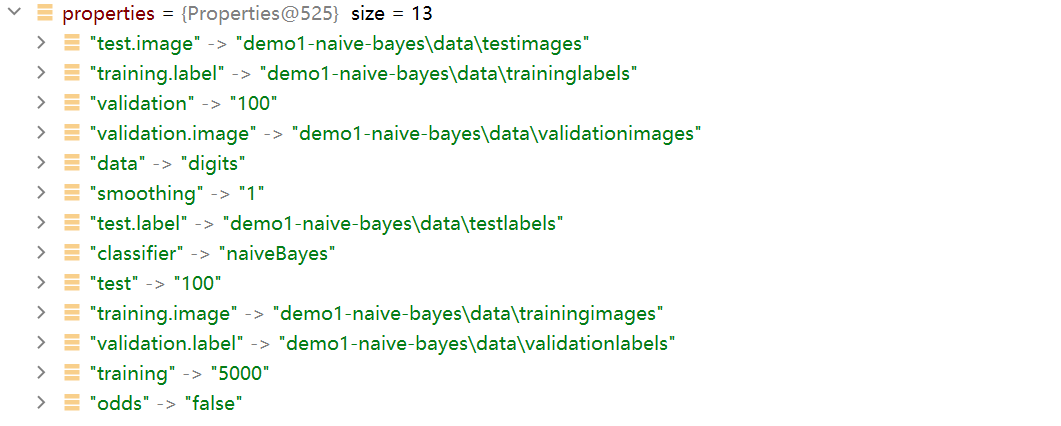 properties = {Properties@525} size = 13
"test.image" -> "demo1-naive-bayes\data\testimages"
"training.label" -> "demo1-naive-bayes\data\traininglabels"
"validation" -> "100"
"validation.image" -> "demo1-naive-bayes\data\validationimages"
"data" -> "digits"
"smoothing" -> "1"
"test.label" -> "demo1-naive-bayes\data\testlabels"
"classifier" -> "naiveBayes"
"test" -> "100"
"training.image" -> "demo1-naive-bayes\data\trainingimages"
"validation.label" -> "demo1-naive-bayes\data\validationlabels"
"training" -> "5000"
"odds" -> "false"